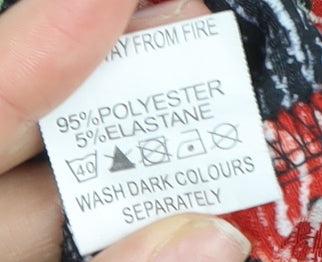 AY FROM FIRE
95%POLYESTER
5%ELASTANE
40
WASH DARK COLOURS
SEPARATELY